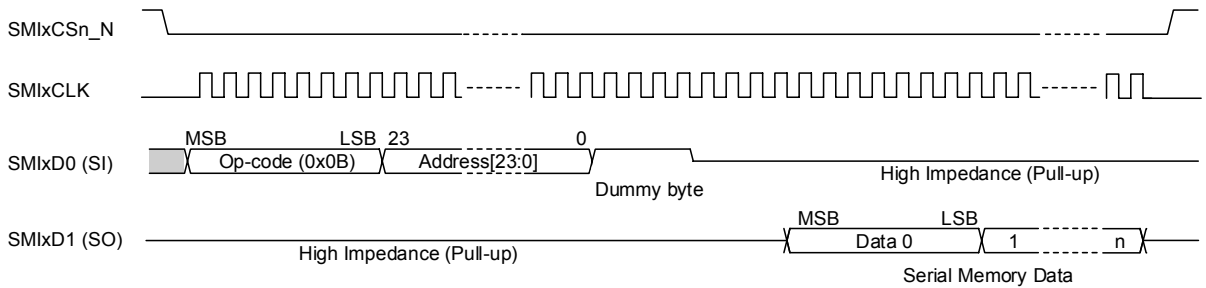 SMIxCSn_N
SMIxCLK
MSB LSB 23 0
SMIxD0 (SI) Op-code (0x0B) Address[23:0] High Impedance (Pull-up)
Dummy byte
MSB LSB
SMIxD1 (SO) Data 0 1 n
High Impedance (Pull-up)
Serial Memory Data